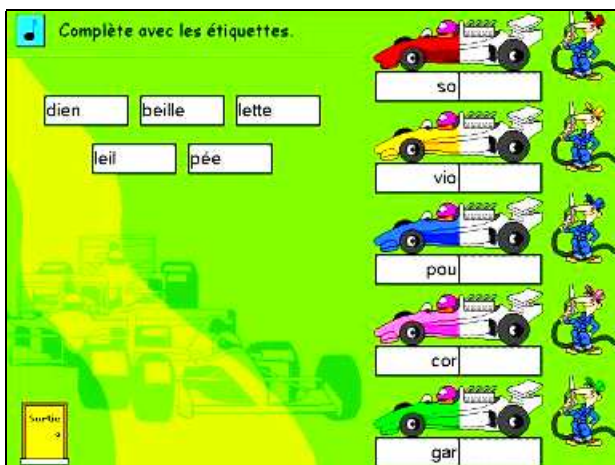 Complète avec les étiquettes.
dien beille lette
leil pée
so
vio
pou
cor
gar
Sortie